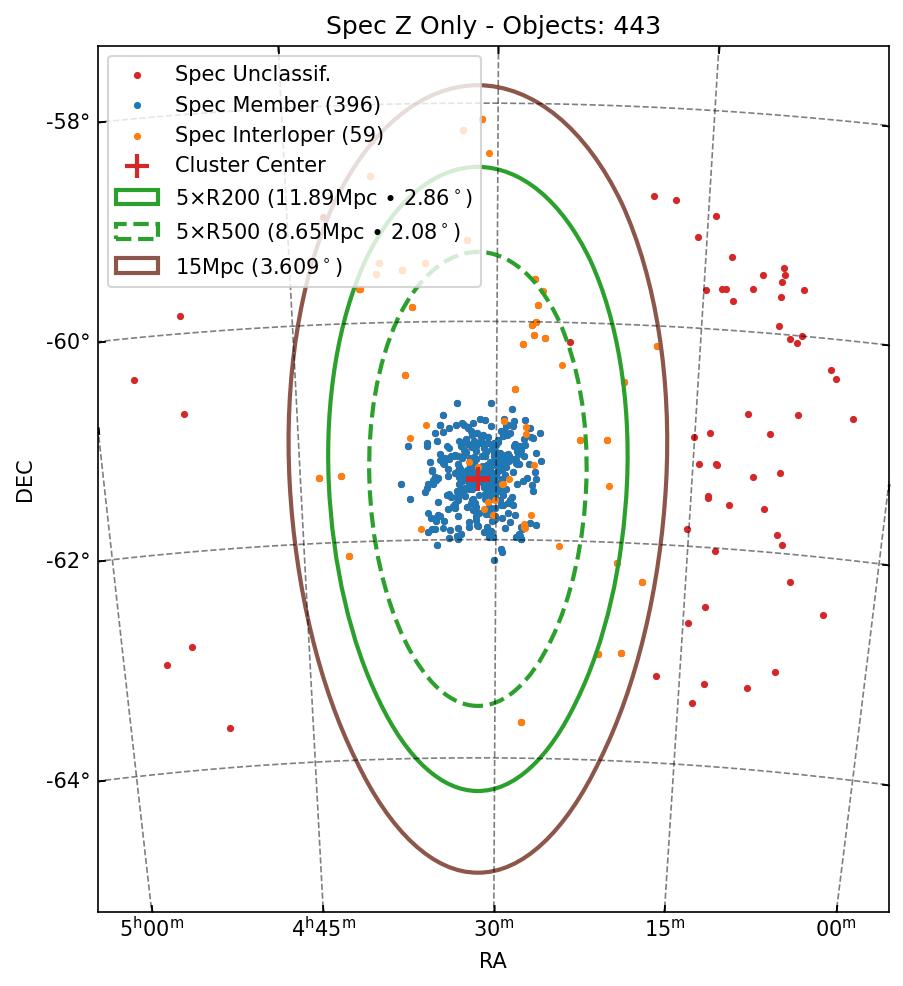 Spec Z Only - Objects: 443
Spec Unclassif.
Spec Member (396)
Spec Interloper (59)
Cluster Center
5×R200 (11.89Mpc • 2.86°)
5×R500 (8.65Mpc • 2.08°)
15Mpc (3.609°)
-58°
-60°
-62°
-64°
DEC
5ʰ00ᵐ 4ʰ45ᵐ 30ᵐ 15ᵐ 00ᵐ
RA